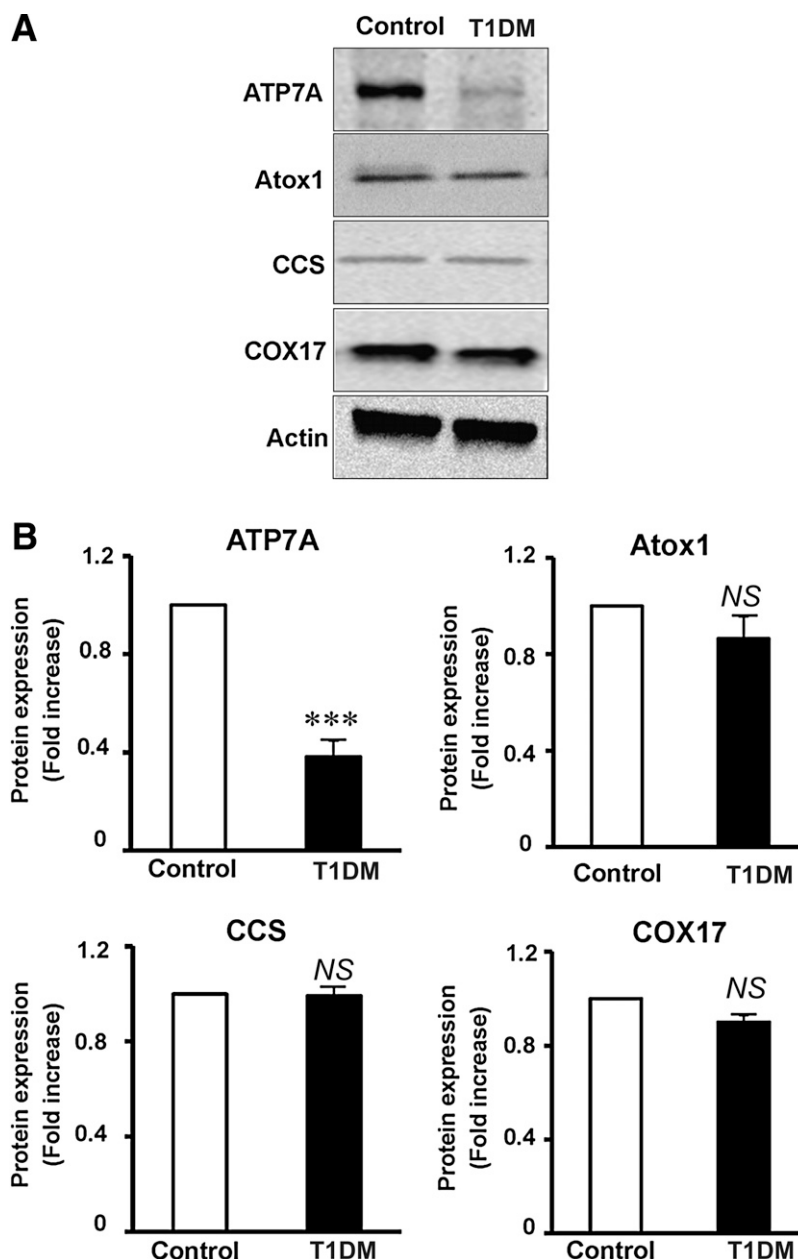 A
Control T1DM
ATP7A
Atox1
CCS
COX17
Actin
B
ATP7A
Protein expression
(Fold increase)
1.2
0.8
0.4
0
***
Control T1DM
Atox1
Protein expression
(Fold increase)
1.2
0.8
0.4
0
NS
Control T1DM
CCS
Protein expression
(Fold increase)
1.2
0.8
0.4
0
NS
Control T1DM
COX17
Protein expression
(Fold increase)
1.2
0.8
0.4
0
NS
Control T1DM